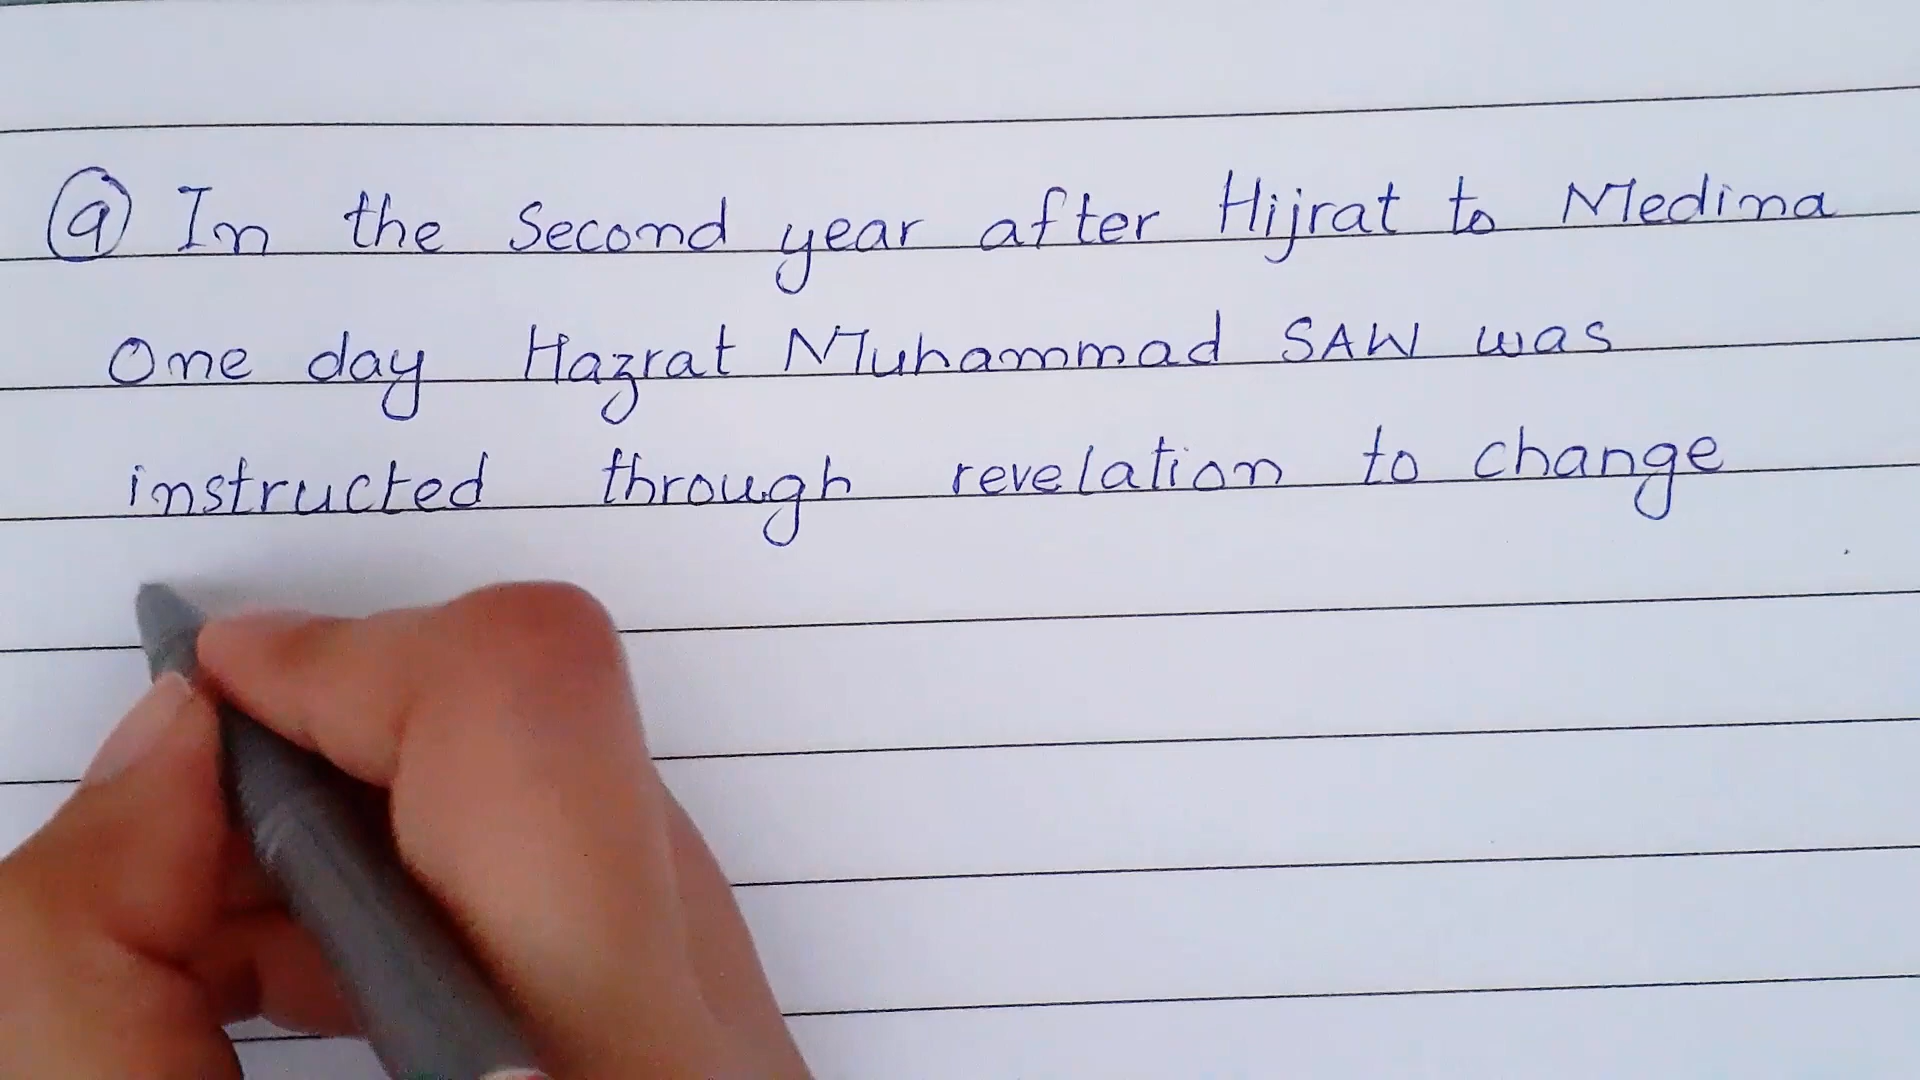 9 In the Second year after Hijrat to Medina
One day Hazrat Muhammad SAW was
instructed through revelation to change